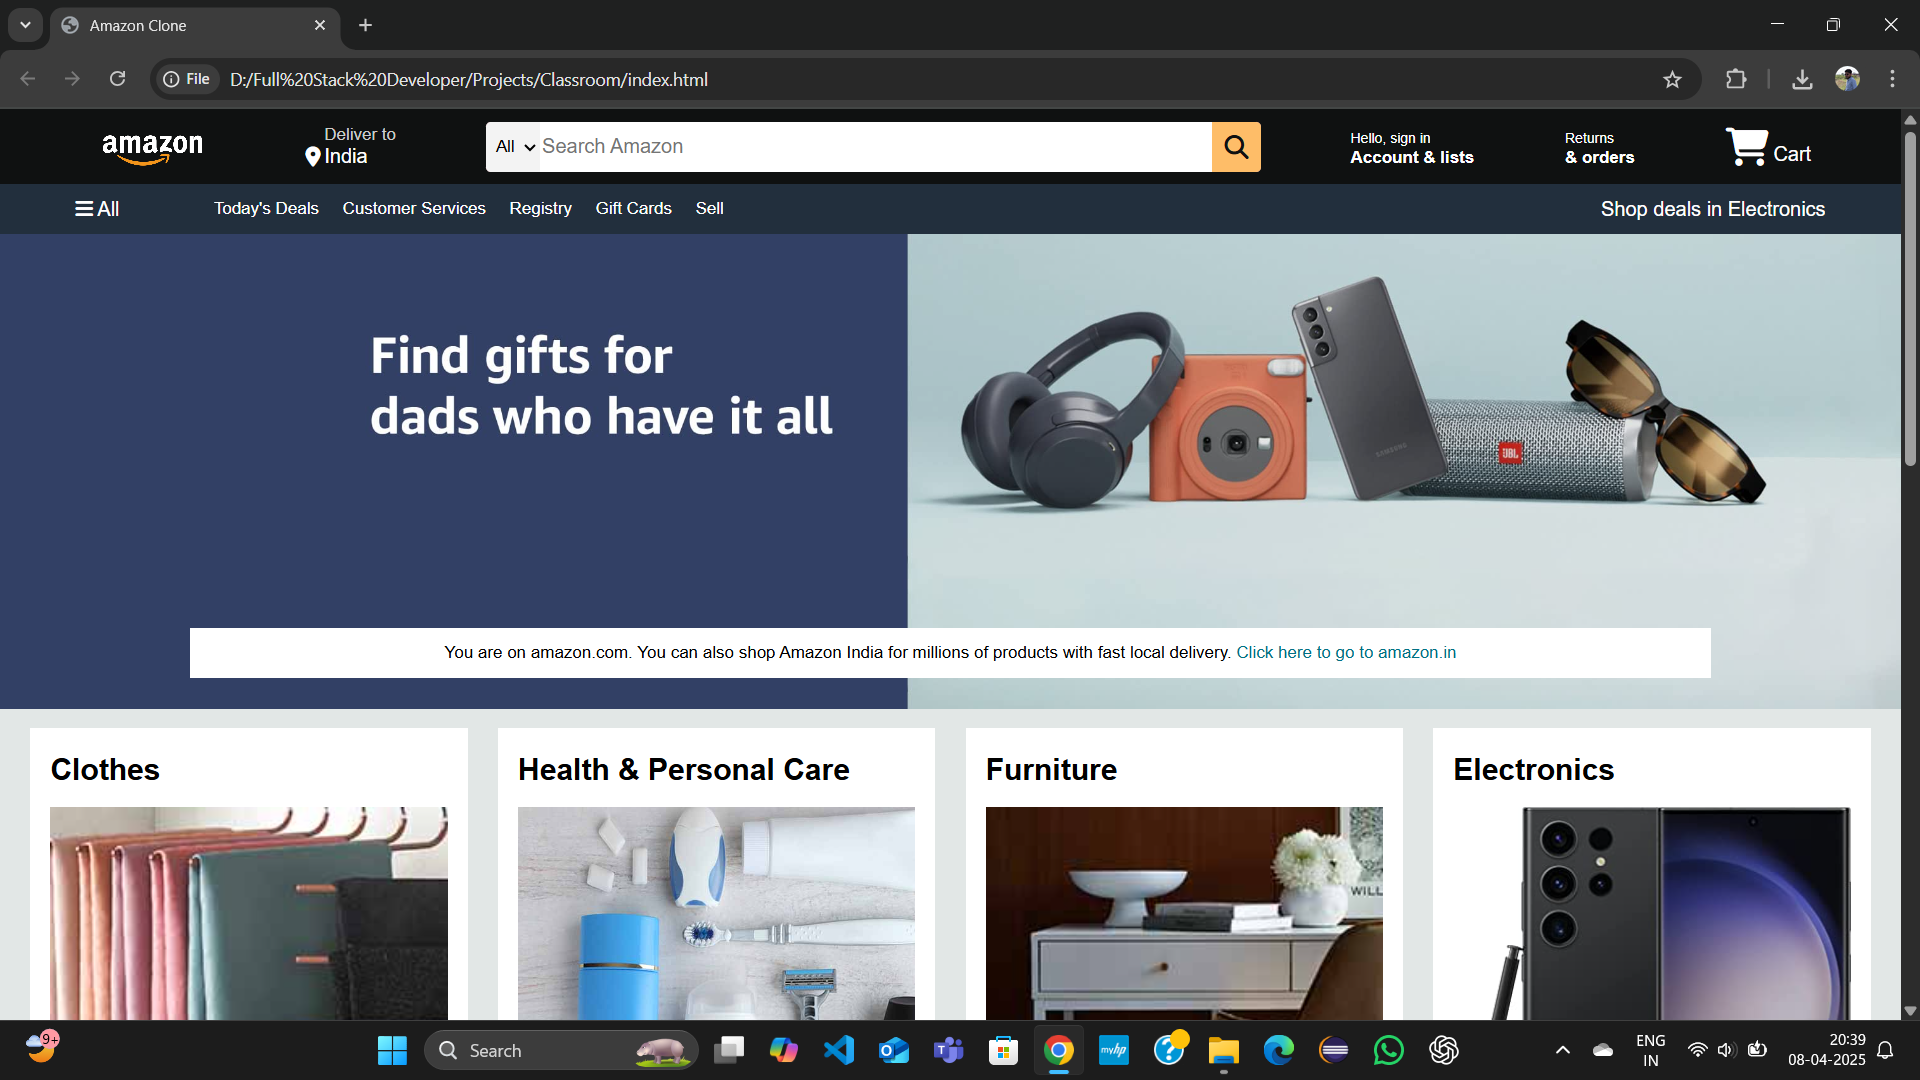 Amazon Clone
File
D:/Full%20Stack%20Developer/Projects/Classroom/index.html
amazon
Deliver to
India
All
Search Amazon
Hello, sign in
Account & lists
Returns
& orders
Cart
All
Today's Deals
Customer Services
Registry
Gift Cards
Sell
Shop deals in Electronics
Find gifts for
dads who have it all
SAMSUNG
JBL
You are on amazon.com. You can also shop Amazon India for millions of products with fast local delivery. Click here to go to amazon.in
Clothes
Health & Personal Care
Furniture
Electronics
WILL
9+
Search
myhp
ENG
IN
20:39
08-04-2025